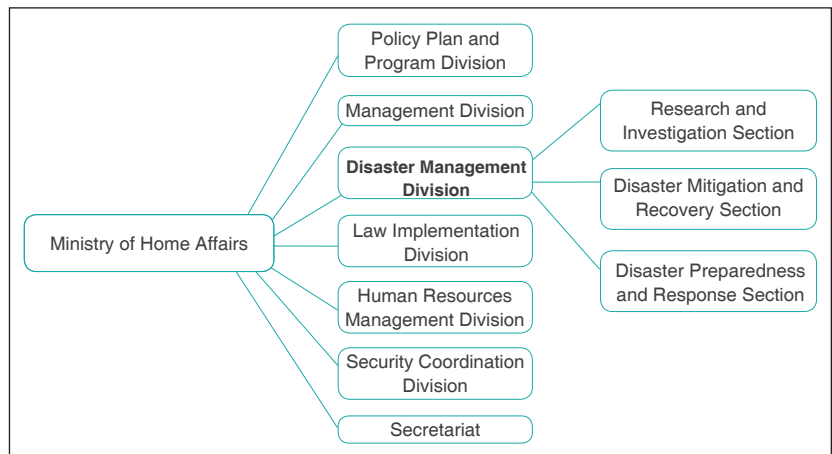 Ministry of Home Affairs
Policy Plan and
Program Division
Management Division
Disaster Management
Division
Law Implementation
Division
Human Resources
Management Division
Security Coordination
Division
Secretariat
Research and
Investigation Section
Disaster Mitigation and
Recovery Section
Disaster Preparedness
and Response Section